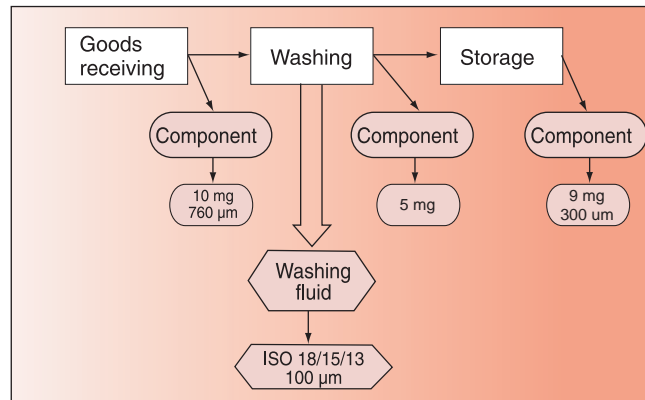 Goods
receiving
Washing
Storage
Component
Component
Component
10 mg
760 µm
5 mg
9 mg
300 um
Washing
fluid
ISO 18/15/13
100 µm